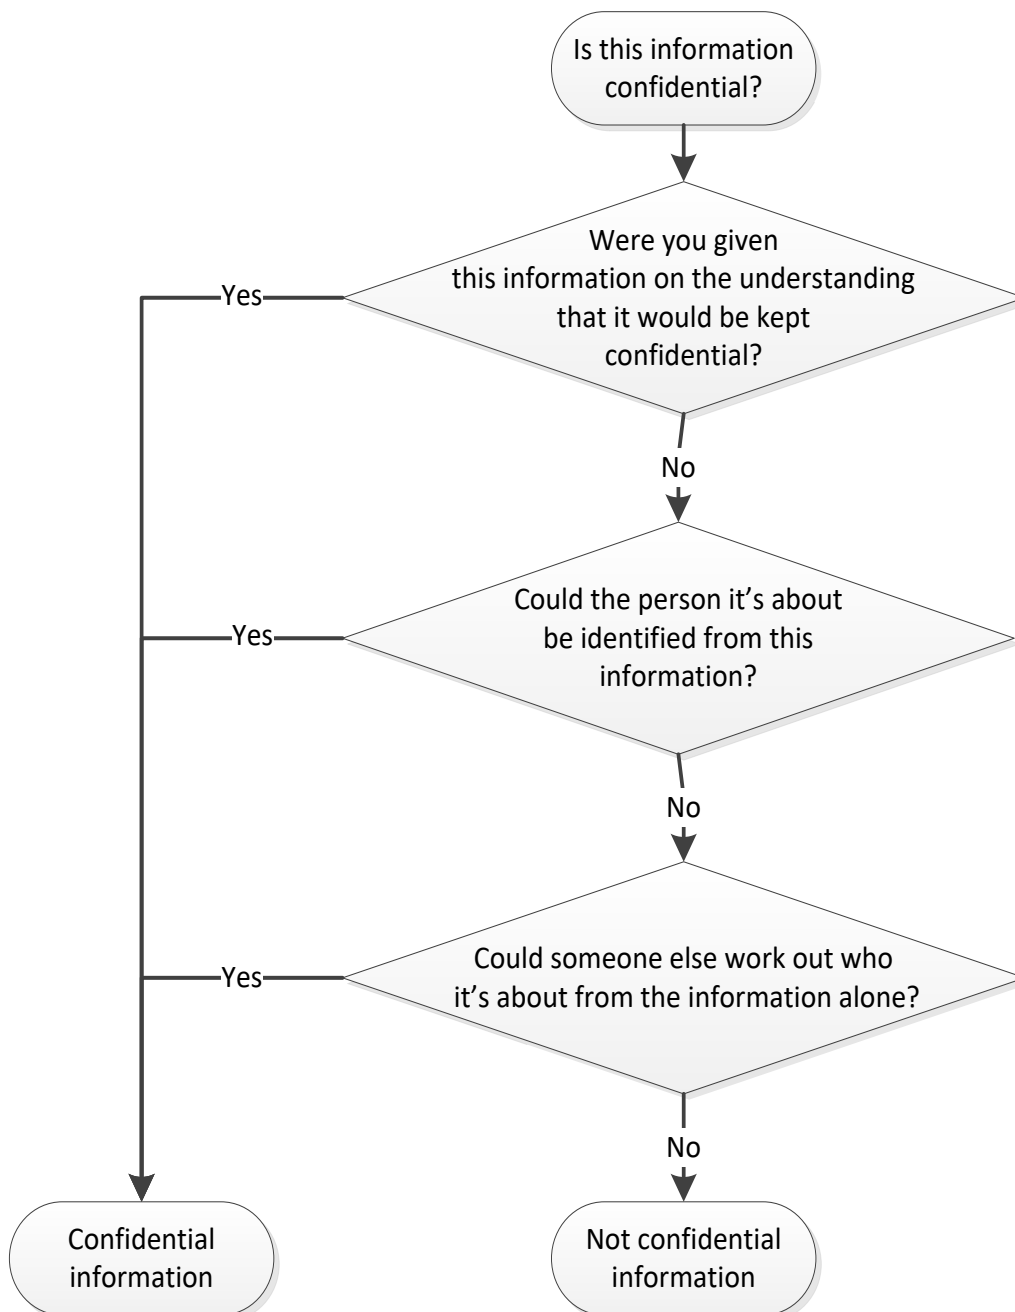 Is this information
confidential?
Were you given
this information on the understanding
that it would be kept
confidential?
Yes
No
Could the person it’s about
be identified from this
information?
Yes
No
Could someone else work out who
it’s about from the information alone?
Yes
No
Confidential
information
Not confidential
information